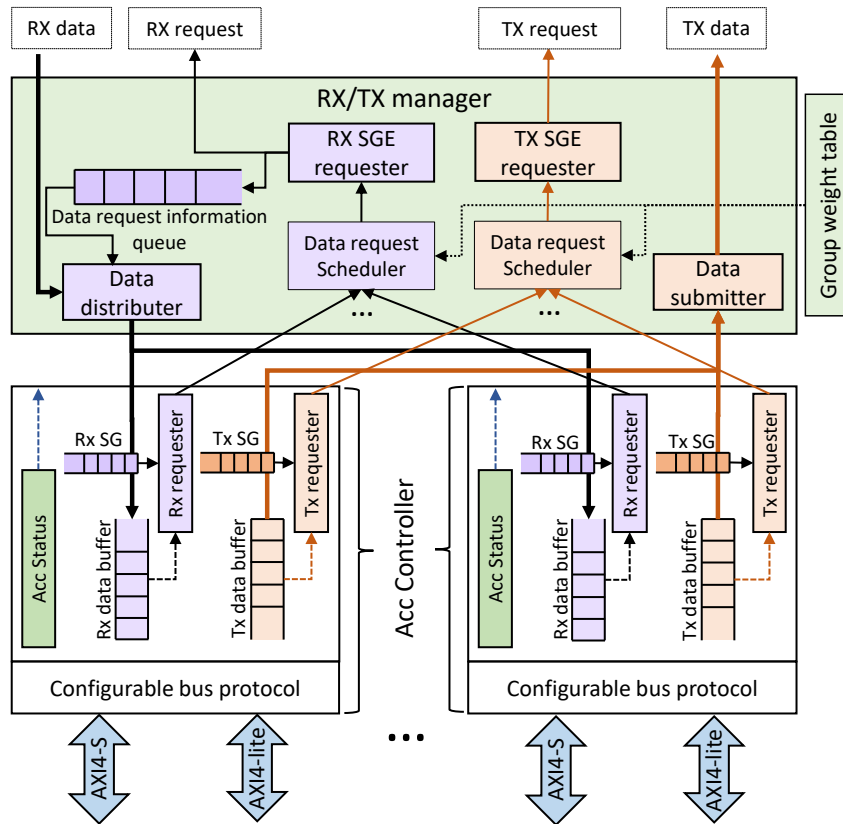 RX data
RX request
TX request
TX data
RX/TX manager
RX SGE
requester
TX SGE
requester
Group weight table
Data request information
queue
Data request
Scheduler
Data request
Scheduler
Data
distributer
Data
submitter
...
...
Rx SG
Tx SG
Rx requester
Tx requester
Acc Status
Rx data buffer
Tx data buffer
Configurable bus protocol
Acc Controller
Rx SG
Tx SG
Rx requester
Tx requester
Acc Status
Rx data buffer
Tx data buffer
Configurable bus protocol
AXI4-S
AXI4-lite
...
AXI4-S
AXI4-lite